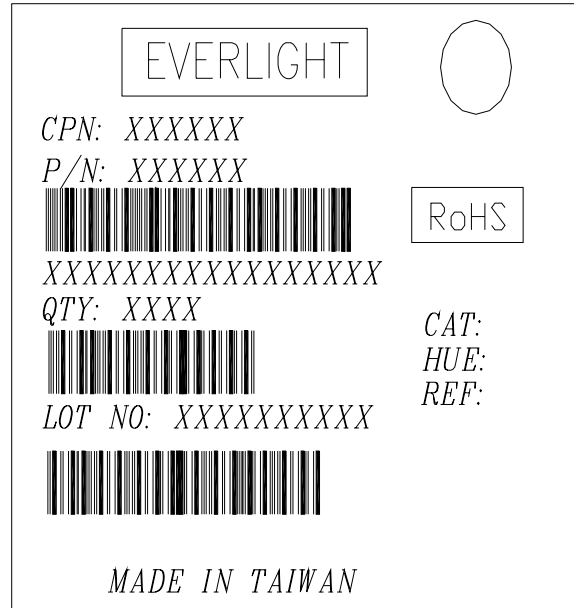 EVERLIGHT
CPN: XXXXXX
P/N: XXXXXX
RoHS
XXXXXXXXXXXXXXXXX
QTY: XXXX
CAT:
HUE:
REF:
LOT NO: XXXXXXXXXX
MADE IN TAIWAN